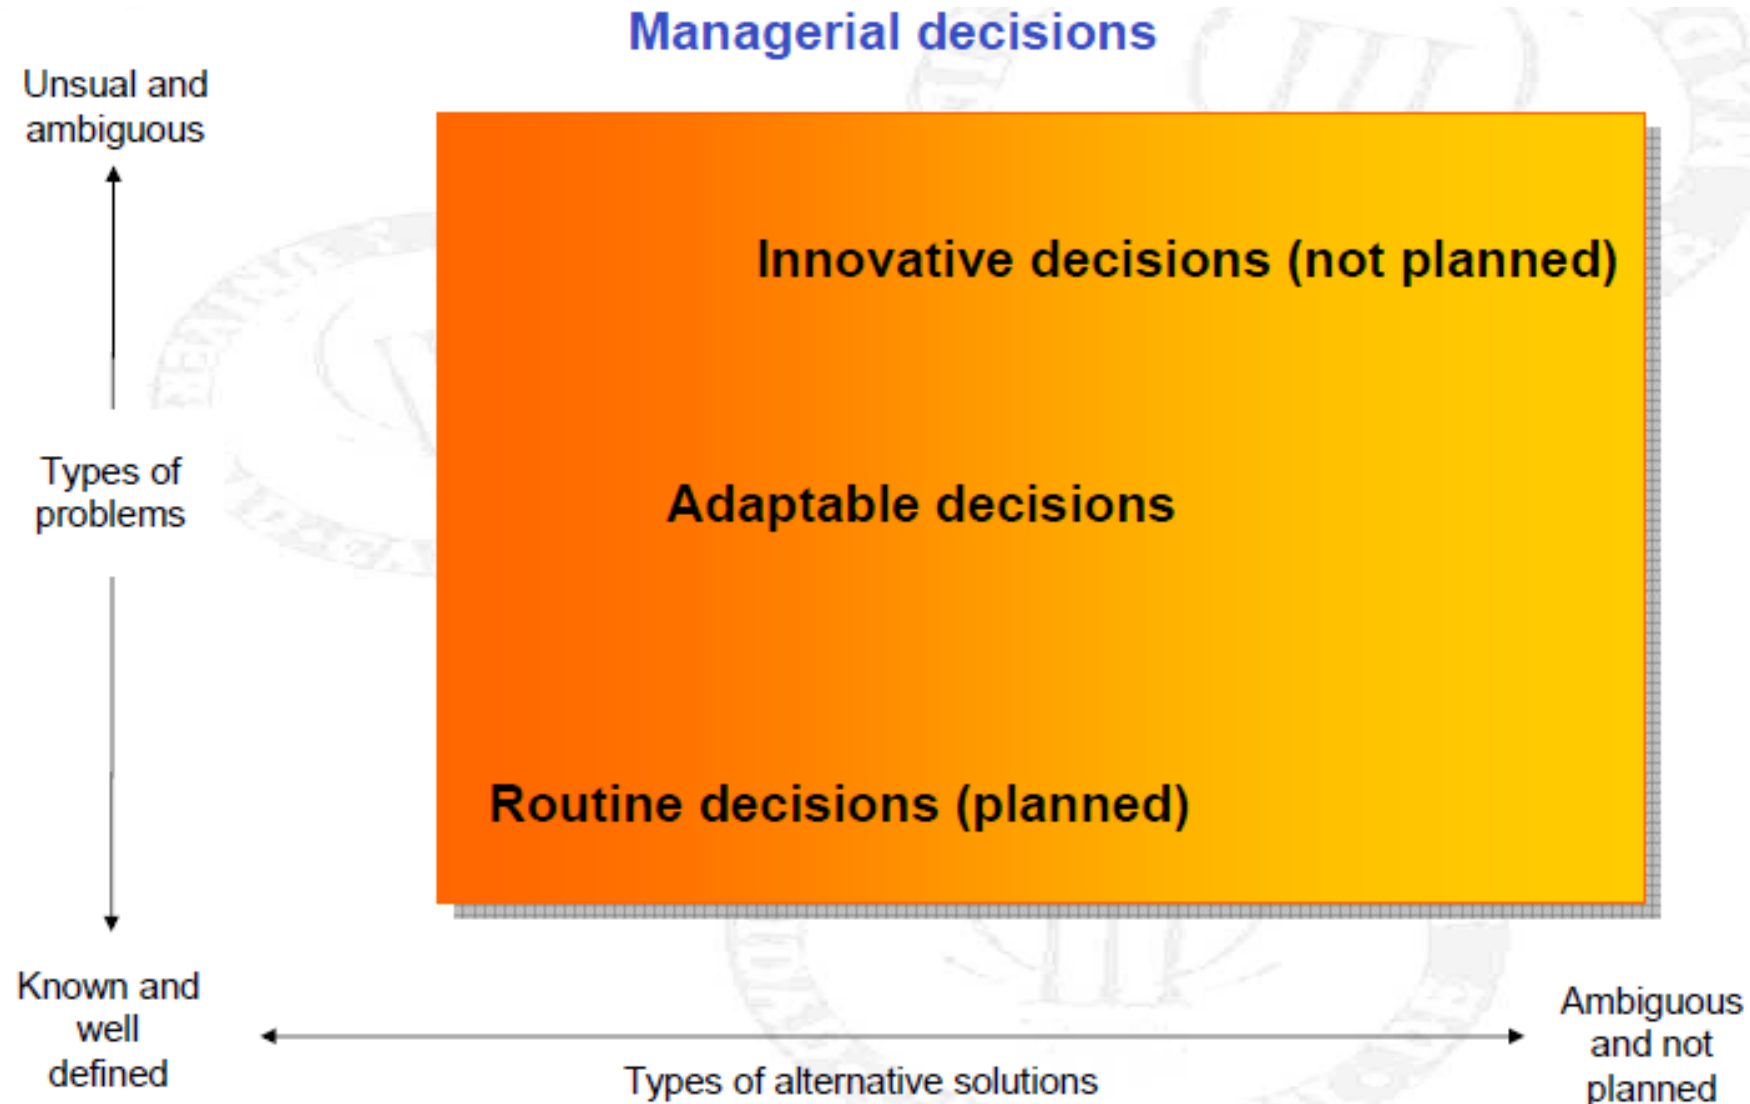 Managerial decisions
Unsual and
ambiguous
Innovative decisions (not planned)
Types of
problems
Adaptable decisions
Routine decisions (planned)
Known and
well
defined
Types of alternative solutions
Ambiguous
and not
planned